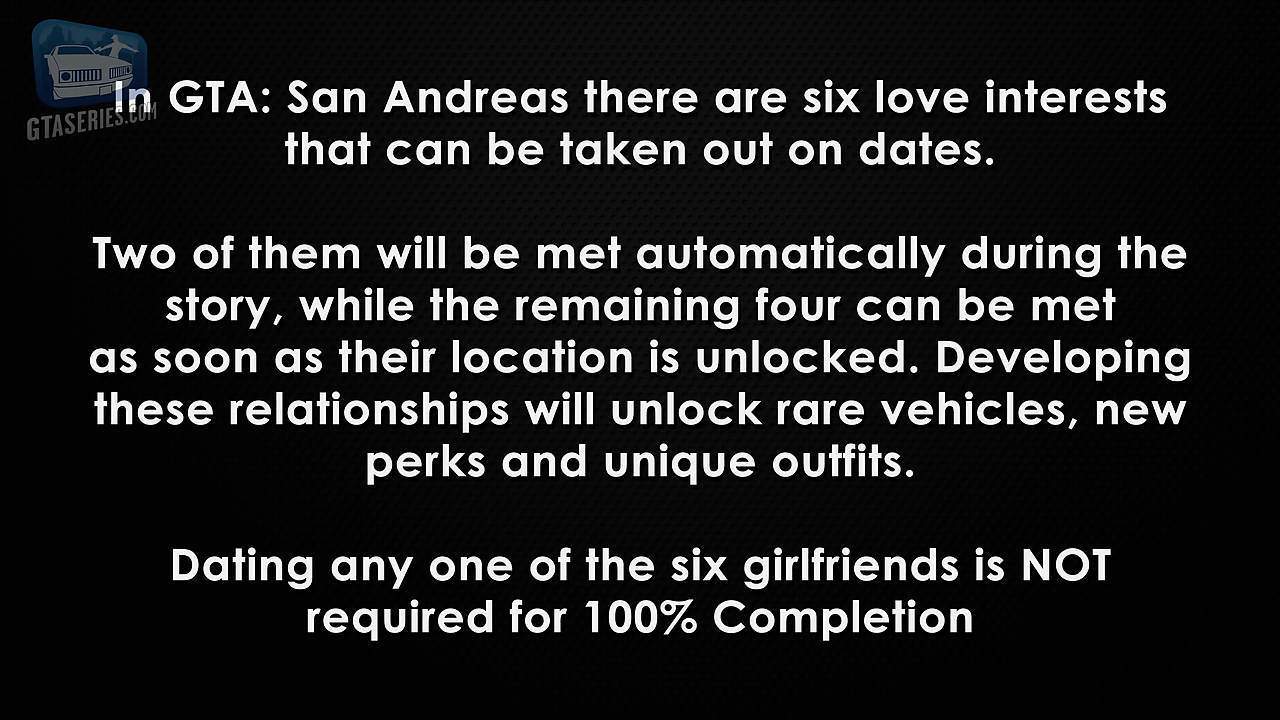 GTASERIES.COM
In GTA: San Andreas there are six love interests
that can be taken out on dates.
Two of them will be met automatically during the
story, while the remaining four can be met
as soon as their location is unlocked. Developing
these relationships will unlock rare vehicles, new
perks and unique outfits.
Dating any one of the six girlfriends is NOT
required for 100% Completion